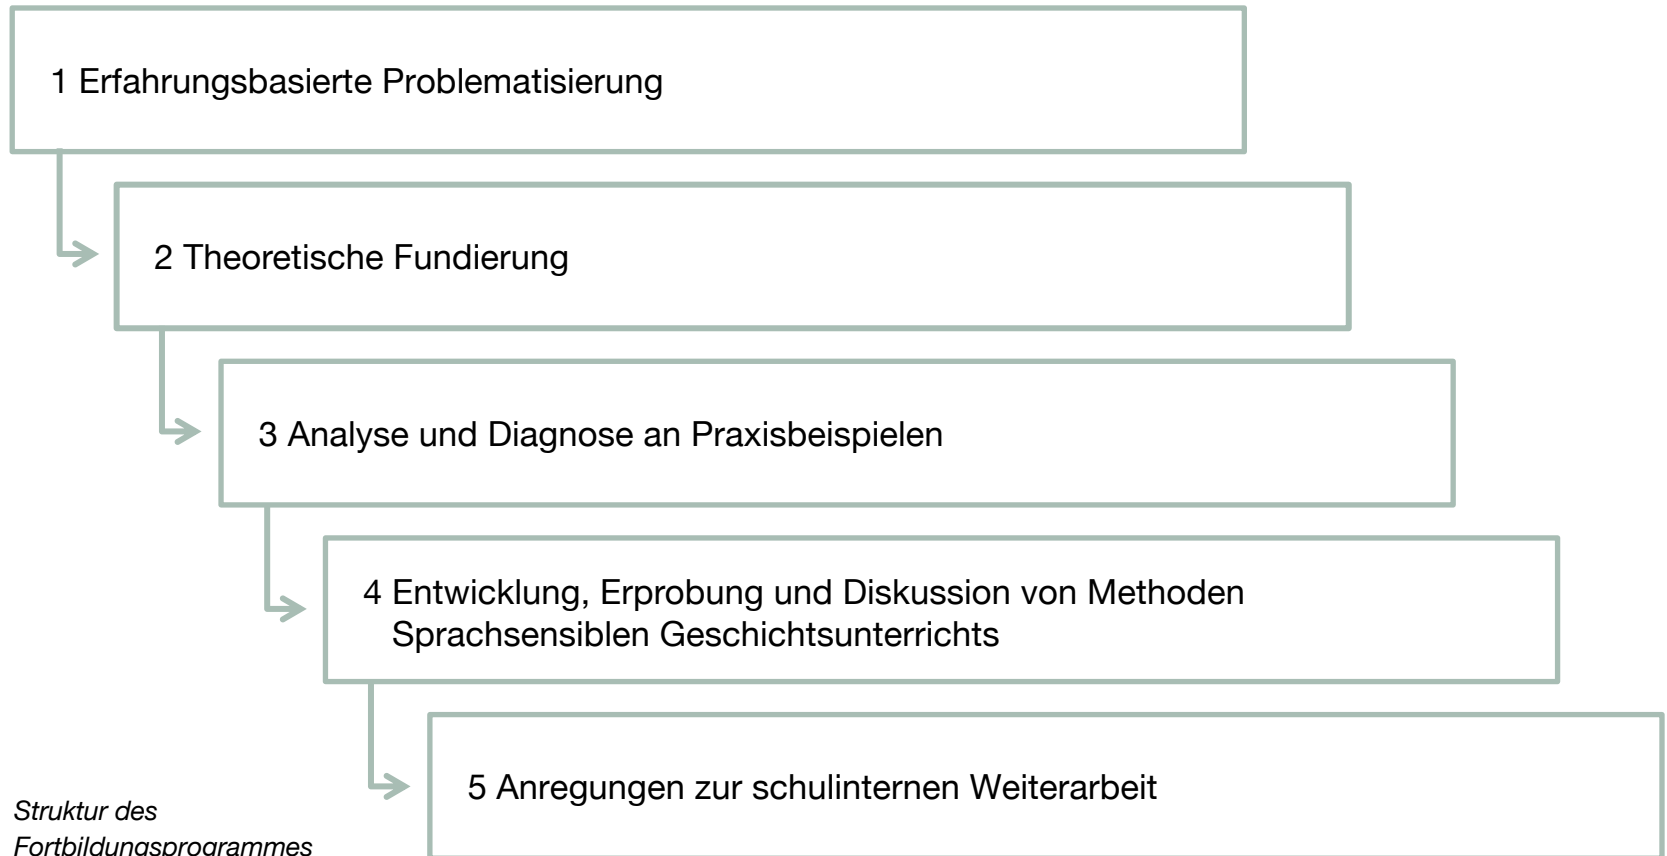 1 Erfahrungsbasierte Problematisierung
2 Theoretische Fundierung
3 Analyse und Diagnose an Praxisbeispielen
4 Entwicklung, Erprobung und Diskussion von Methoden
Sprachsensiblen Geschichtsunterrichts
5 Anregungen zur schulinternen Weiterarbeit
Struktur des
Fortbildungsprogrammes